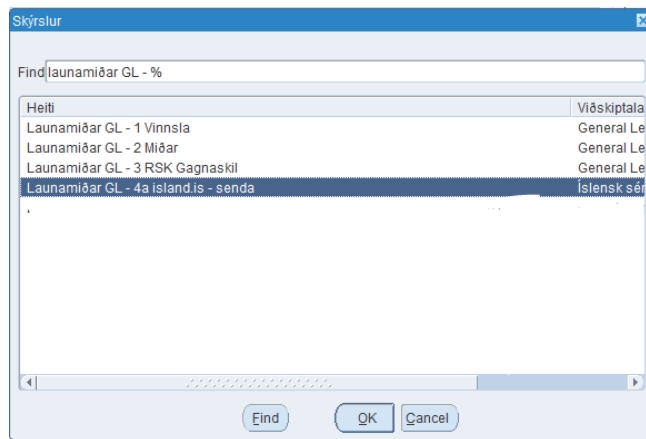 Skýrslur
Find launamiðar GL - %
Heiti Viðskiptala
Launamiðar GL - 1 Vinnsla General Le
Launamiðar GL - 2 Miðar General Le
Launamiðar GL - 3 RSK Gagnaskil General Le
Launamiðar GL - 4a island.is - senda Íslensk sér
Find OK Cancel